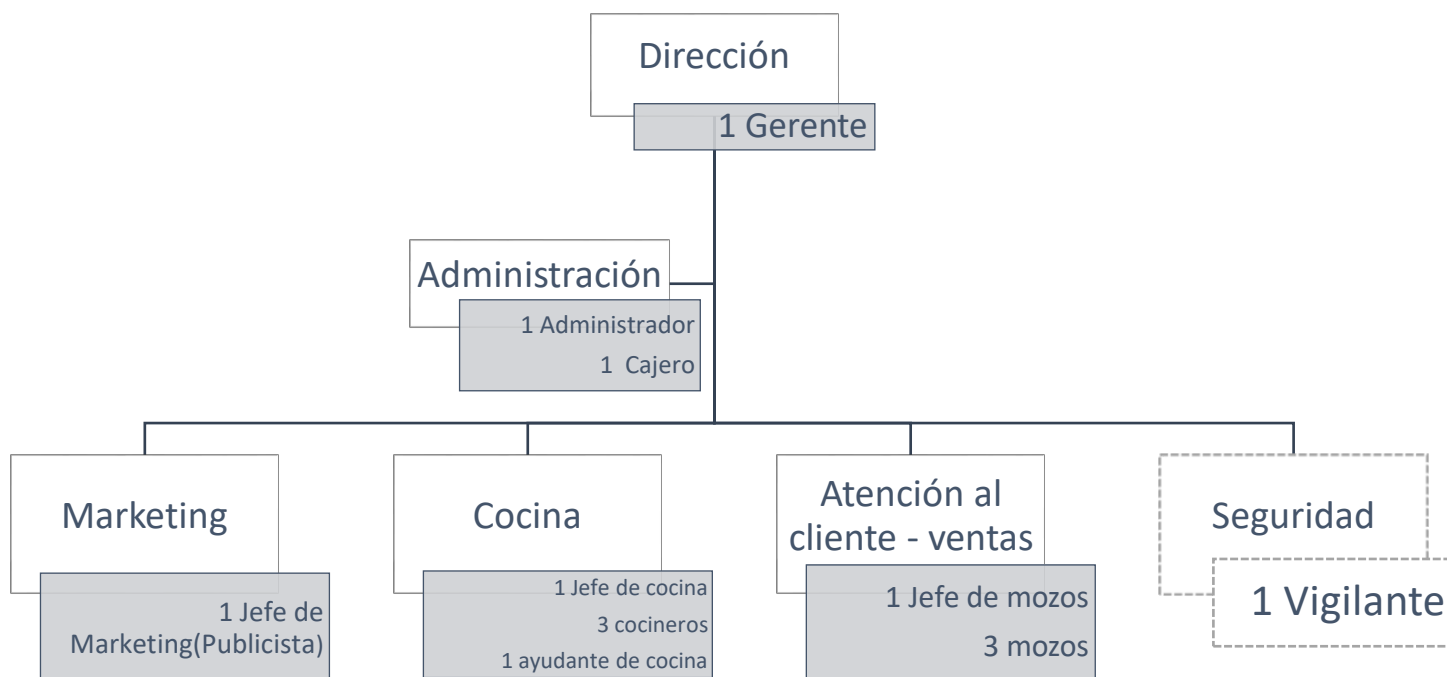 Dirección
1 Gerente
Administración
1 Administrador
1 Cajero
Marketing
1 Jefe de
Marketing(Publicista)
Cocina
1 Jefe de cocina
3 cocineros
1 ayudante de cocina
Atención al
cliente - ventas
1 Jefe de mozos
3 mozos
Seguridad
1 Vigilante